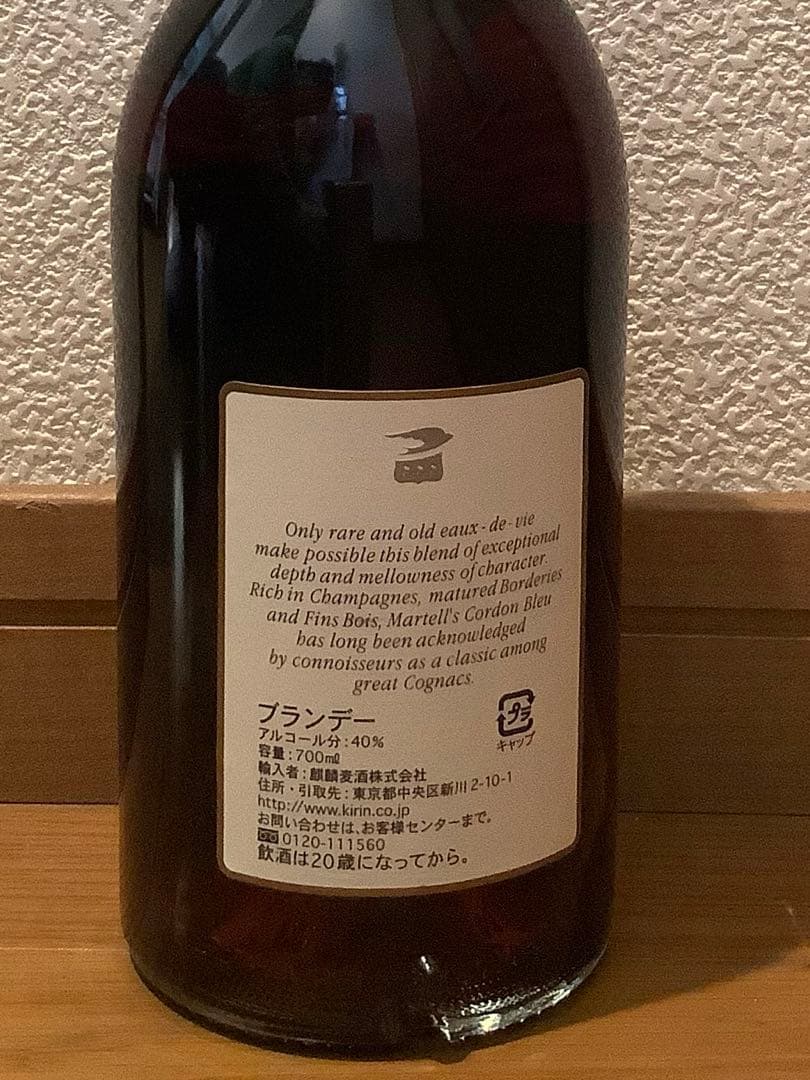 Only rare and old eaux-de-vie
make possible this blend of exceptional
depth and mellowness of character.
Rich in Champagnes, matured Borderies
and Fins Bois, Martell's Cordon Bleu
has long been acknowledged
by connoisseurs as a classic among
great Cognacs.
ブランデー
アルコール分:40%
容量:700㎖
輸入者:麒麟麦酒株式会社
住所・引取先:東京都中央区新川2-10-1
http://www.kirin.co.jp
お問い合わせは、お客様センターまで。
0120-111560
飲酒は20歳になってから。
プラ
キャップ